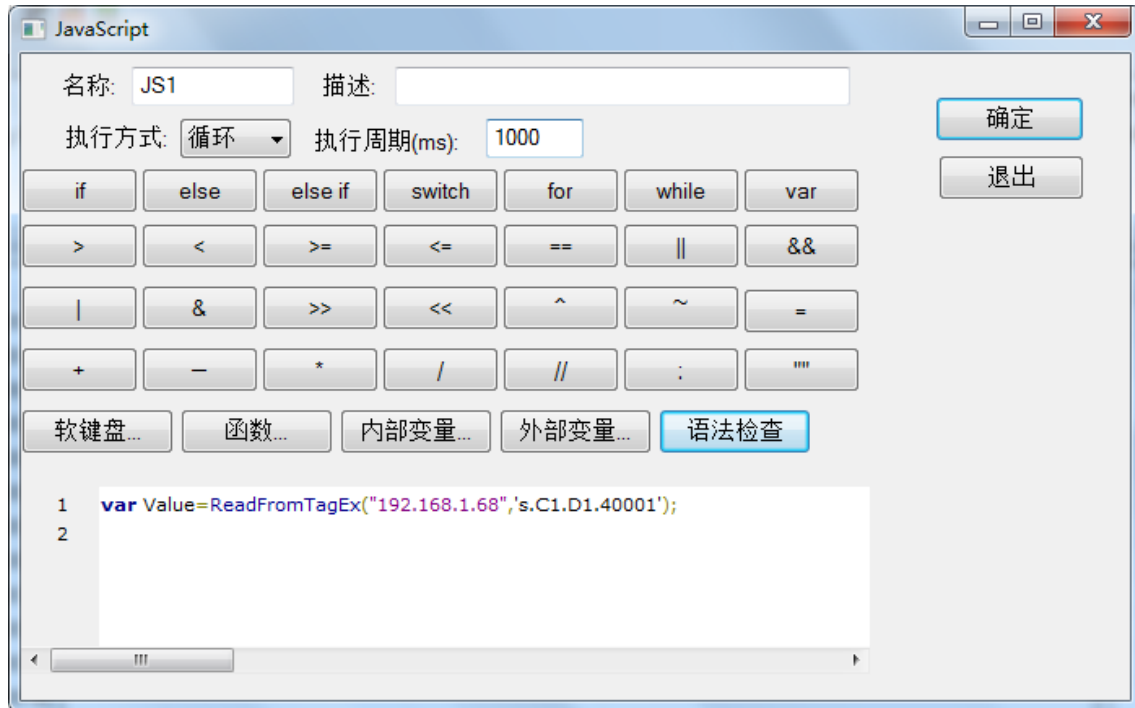 JavaScript
名称: JS1 描述:
执行方式: 循环 执行周期(ms): 1000
确定
退出
if else else if switch for while var
> < >= <= == || &&
| & >> << ^ ~ =
+ — * / // ; ""
软键盘... 函数... 内部变量... 外部变量... 语法检查
1 var Value=ReadFromTagEx("192.168.1.68",'s.C1.D1.40001');
2